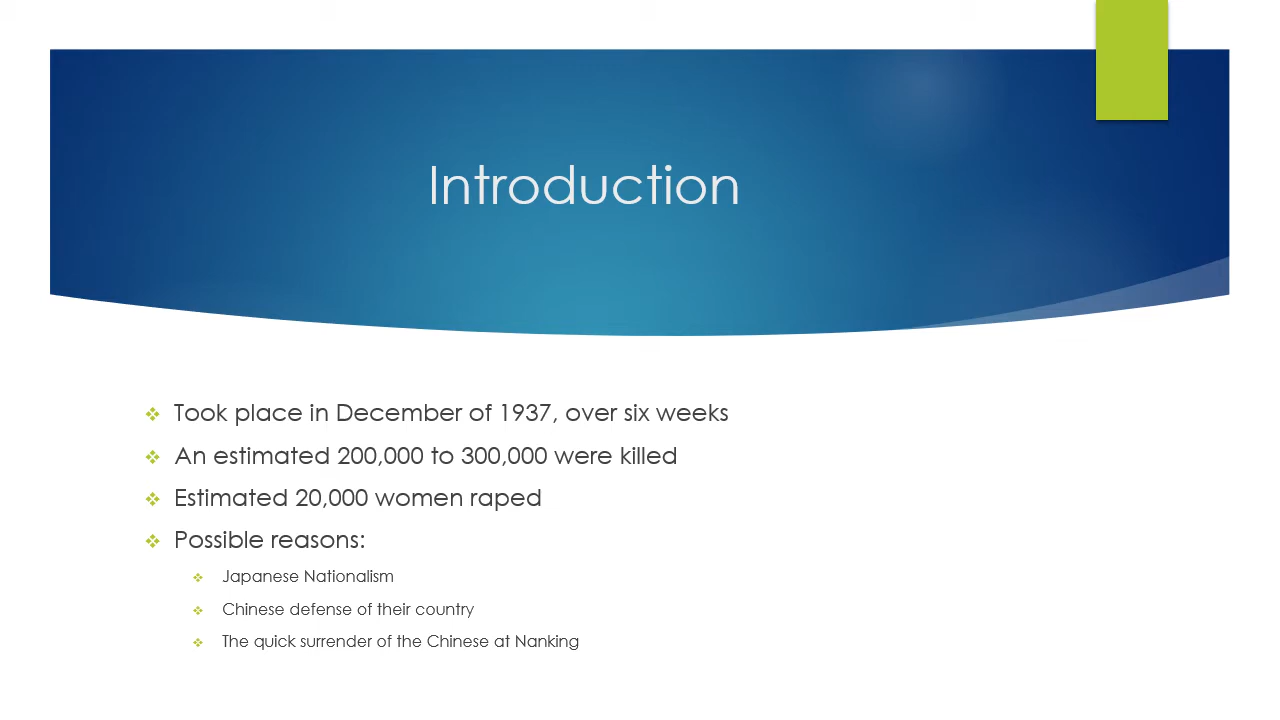 Introduction
Took place in December of 1937, over six weeks
An estimated 200,000 to 300,000 were killed
Estimated 20,000 women raped
Possible reasons:
Japanese Nationalism
Chinese defense of their country
The quick surrender of the Chinese at Nanking